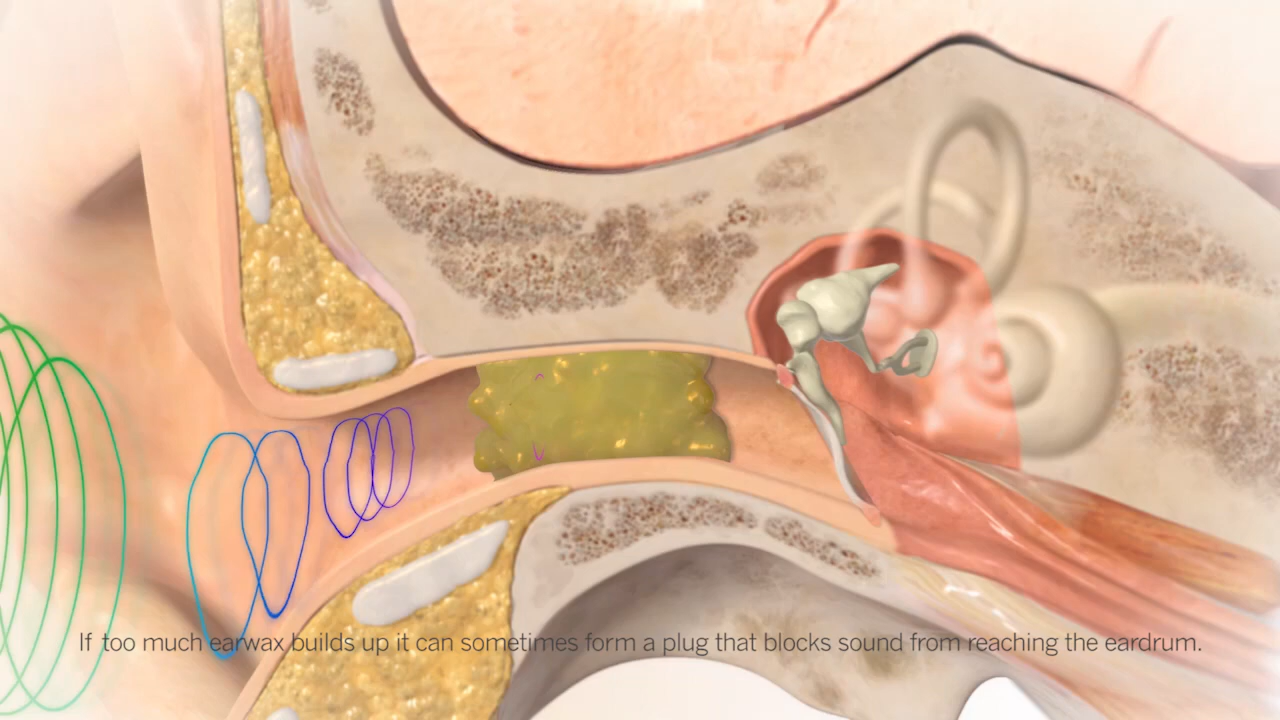 If too much earwax builds up it can sometimes form a plug that blocks sound from reaching the eardrum.